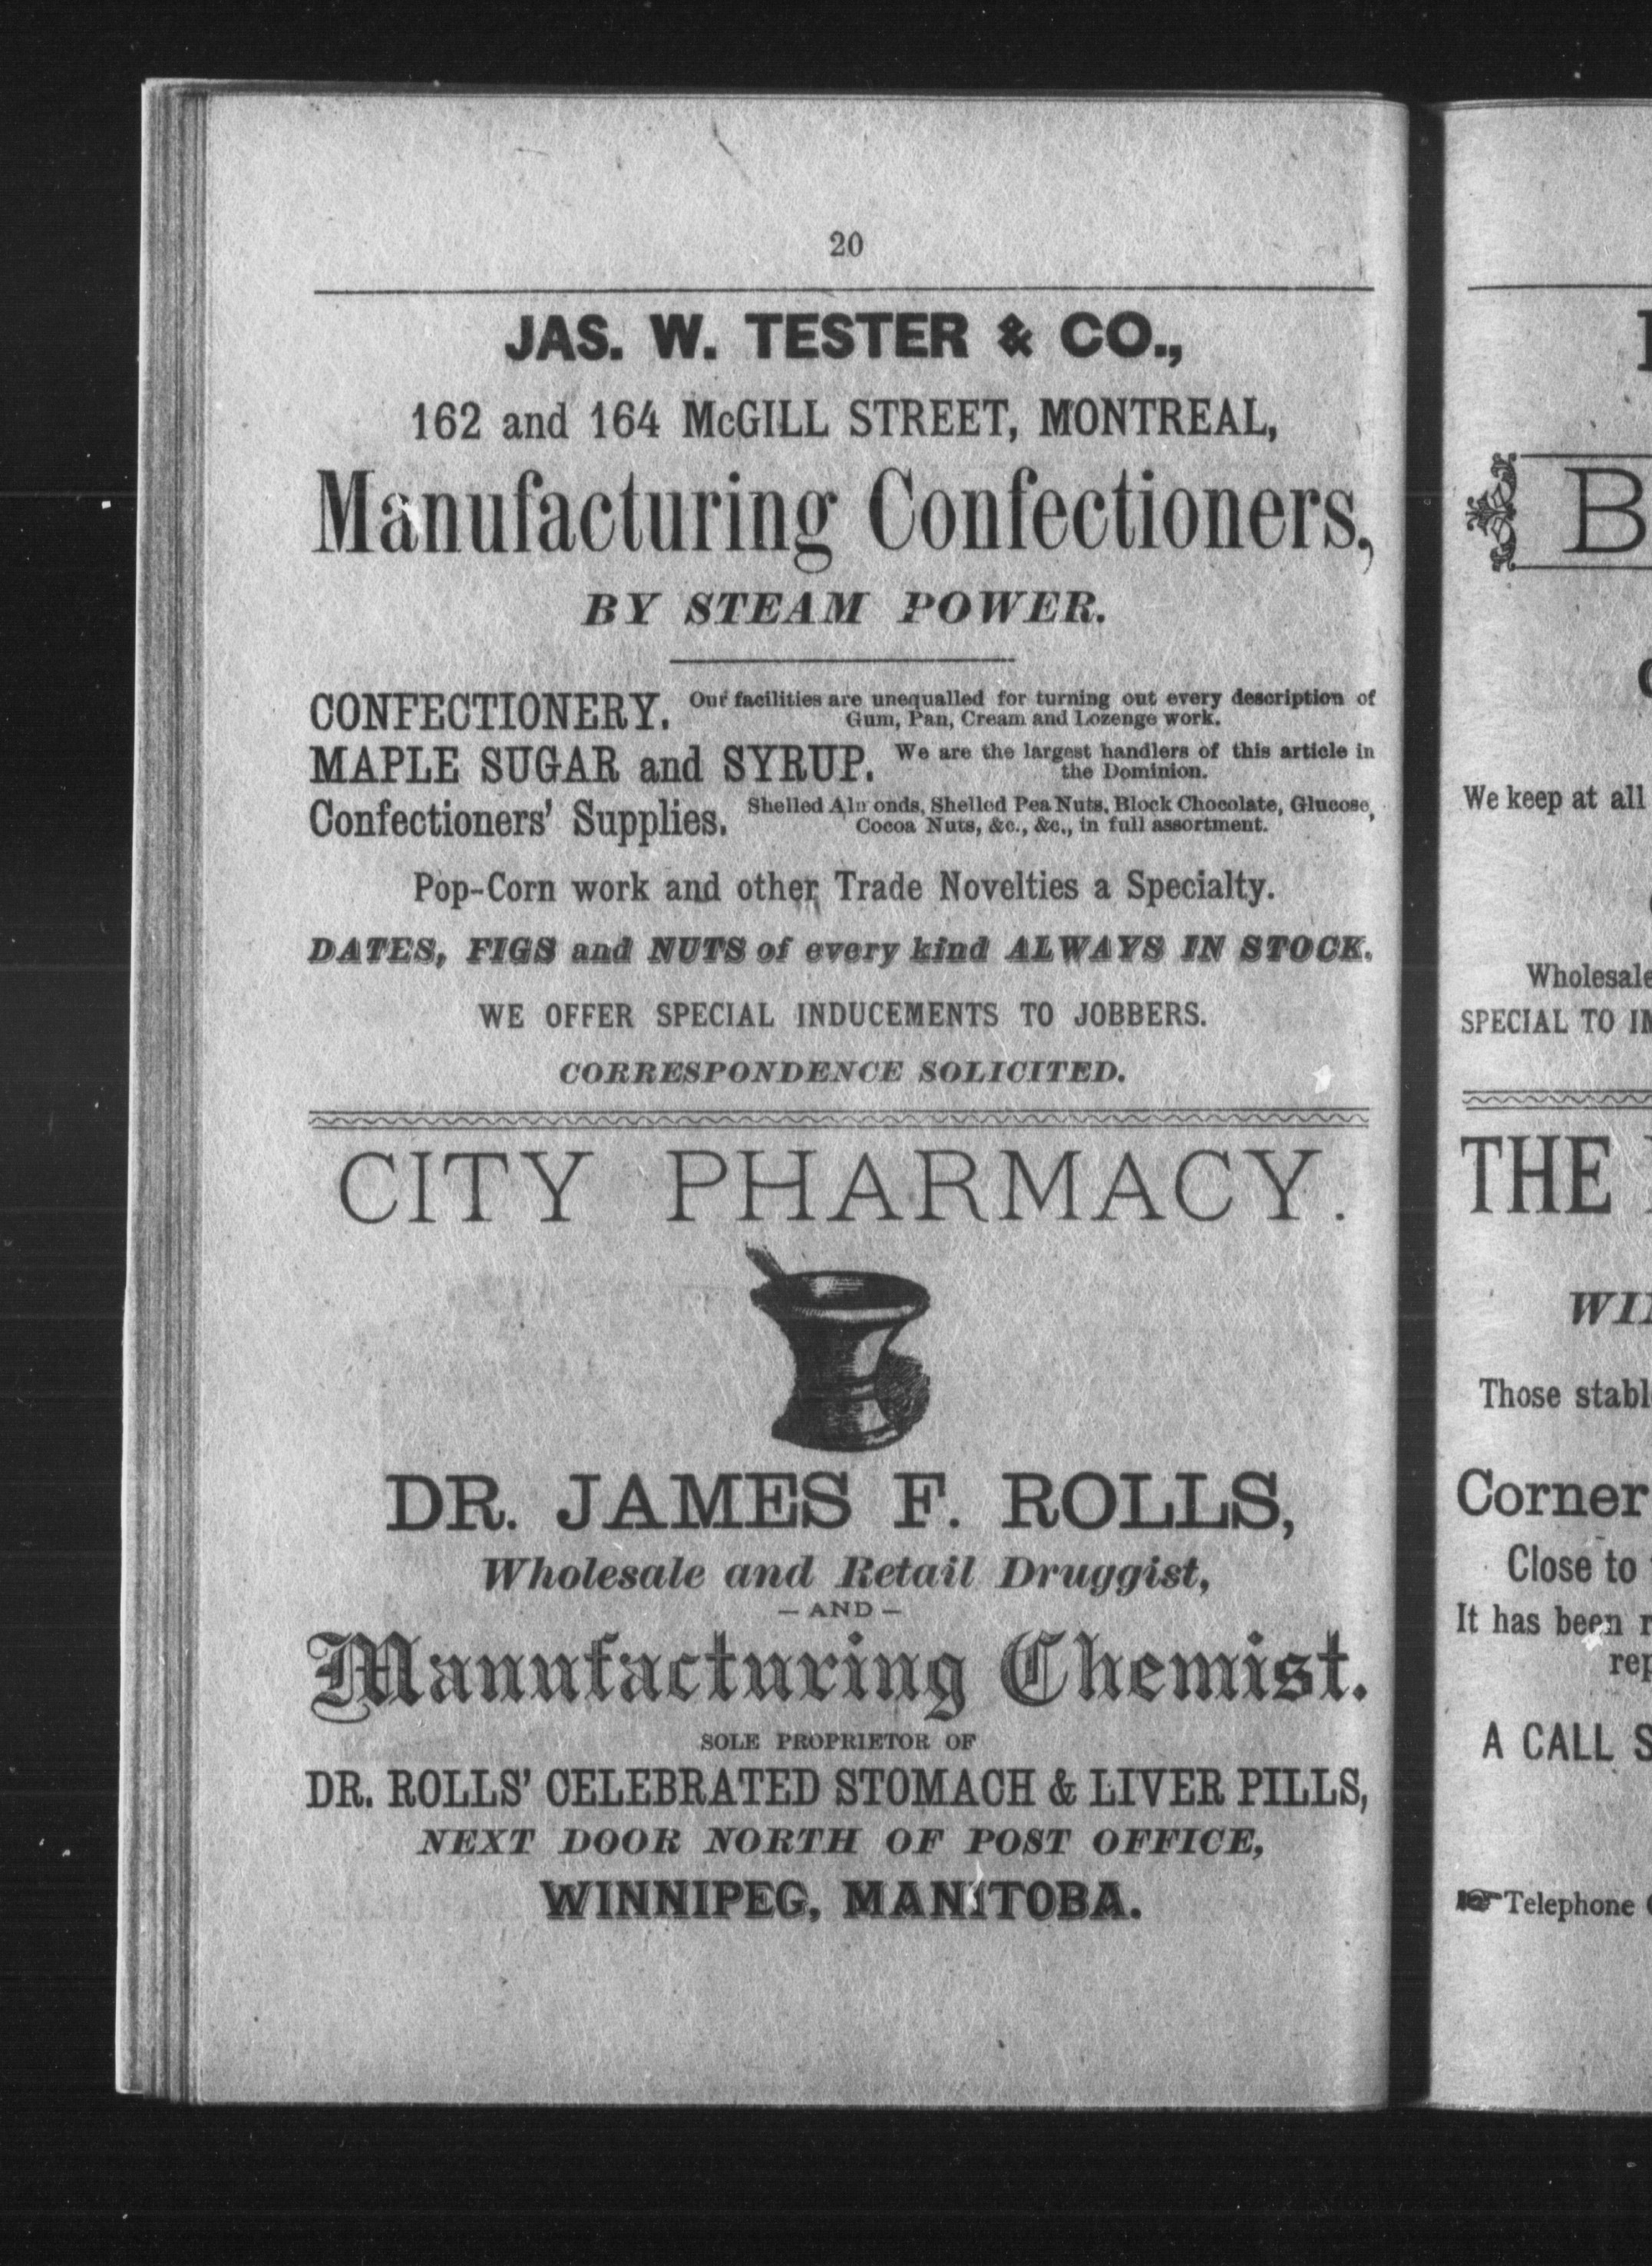 20
JAS. W. TESTER & CO.,
162 and 164 McGILL STREET, MONTREAL,
Manufacturing Confectioners,
BY STEAM POWER.
CONFECTIONERY. Our facilities are unequalled for turning out every description of
Gum, Pan, Cream and Lozenge work.
MAPLE SUGAR and SYRUP. We are the largest handlers of this article in
the Dominion.
Confectioners' Supplies. Shelled Almonds, Shelled Pea Nuts, Block Chocolate, Glucose,
Cocoa Nuts, &c., &c., in full assortment.
Pop-Corn work and other Trade Novelties a Specialty.
DATES, FIGS and NUTS of every kind ALWAYS IN STOCK.
WE OFFER SPECIAL INDUCEMENTS TO JOBBERS.
CORRESPONDENCE SOLICITED.
CITY PHARMACY.
DR. JAMES F. ROLLS,
Wholesale and Retail Druggist,
— AND —
Manufacturing Chemist.
SOLE PROPRIETOR OF
DR. ROLLS' CELEBRATED STOMACH & LIVER PILLS,
NEXT DOOR NORTH OF POST OFFICE,
WINNIPEG, MANITOBA.
B
We keep at all
Wholesale
SPECIAL TO
THE
Those
Corner
Close to
It has been
A CALL
☞Telephone